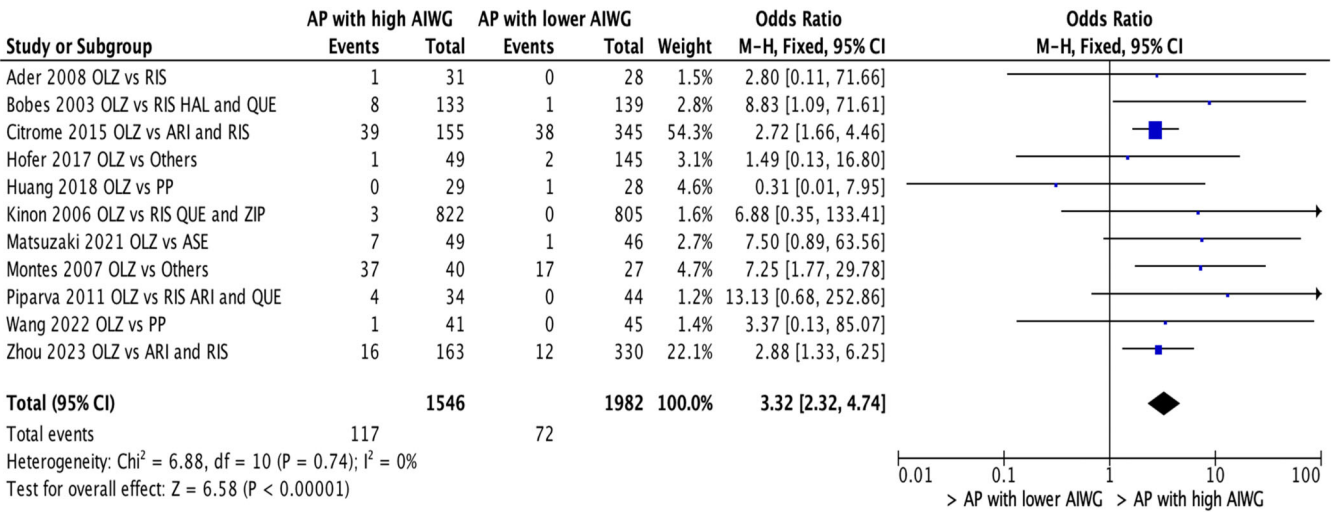 AP with high AIWG AP with lower AIWG Odds Ratio Odds Ratio
Study or Subgroup Events Total Events Total Weight M-H, Fixed, 95% CI M-H, Fixed, 95% CI
Ader 2008 OLZ vs RIS 1 31 0 28 1.5% 2.80 [0.11, 71.66]
Bobes 2003 OLZ vs RIS HAL and QUE 8 133 1 139 2.8% 8.83 [1.09, 71.61]
Citrome 2015 OLZ vs ARI and RIS 39 155 38 345 54.3% 2.72 [1.66, 4.46]
Hofer 2017 OLZ vs Others 1 49 2 145 3.1% 1.49 [0.13, 16.80]
Huang 2018 OLZ vs PP 0 29 1 28 4.6% 0.31 [0.01, 7.95]
Kinon 2006 OLZ vs RIS QUE and ZIP 3 822 0 805 1.6% 6.88 [0.35, 133.41]
Matsuzaki 2021 OLZ vs ASE 7 49 1 46 2.7% 7.50 [0.89, 63.56]
Montes 2007 OLZ vs Others 37 40 17 27 4.7% 7.25 [1.77, 29.78]
Piparva 2011 OLZ vs RIS ARI and QUE 4 34 0 44 1.2% 13.13 [0.68, 252.86]
Wang 2022 OLZ vs PP 1 41 0 45 1.4% 3.37 [0.13, 85.07]
Zhou 2023 OLZ vs ARI and RIS 16 163 12 330 22.1% 2.88 [1.33, 6.25]
Total (95% CI) 1546 1982 100.0% 3.32 [2.32, 4.74]
Total events 117 72
Heterogeneity: Chi² = 6.88, df = 10 (P = 0.74); I² = 0%
Test for overall effect: Z = 6.58 (P < 0.00001)
0.01 0.1 1 10 100
> AP with lower AIWG > AP with high AIWG